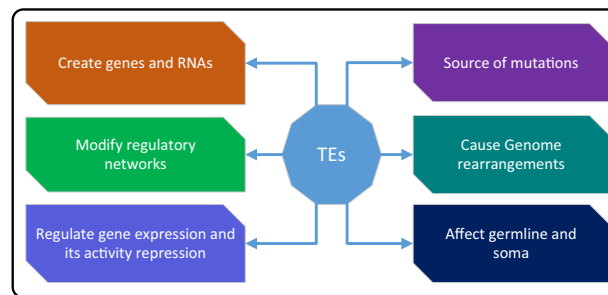 Create genes and RNAs
Source of mutations
TEs
Modify regulatory
networks
Cause Genome
rearrangements
Regulate gene expression and
its activity repression
Affect germline and
soma